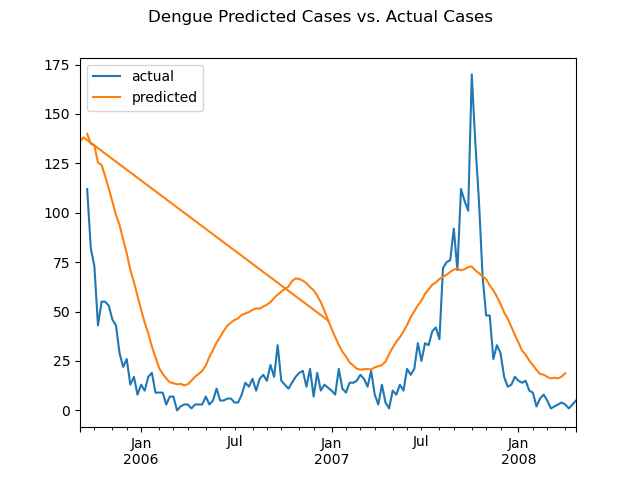 Dengue Predicted Cases vs. Actual Cases
175
150
125
100
75
50
25
0
actual
predicted
Jan
2006
Jul
Jan
2007
Jul
Jan
2008